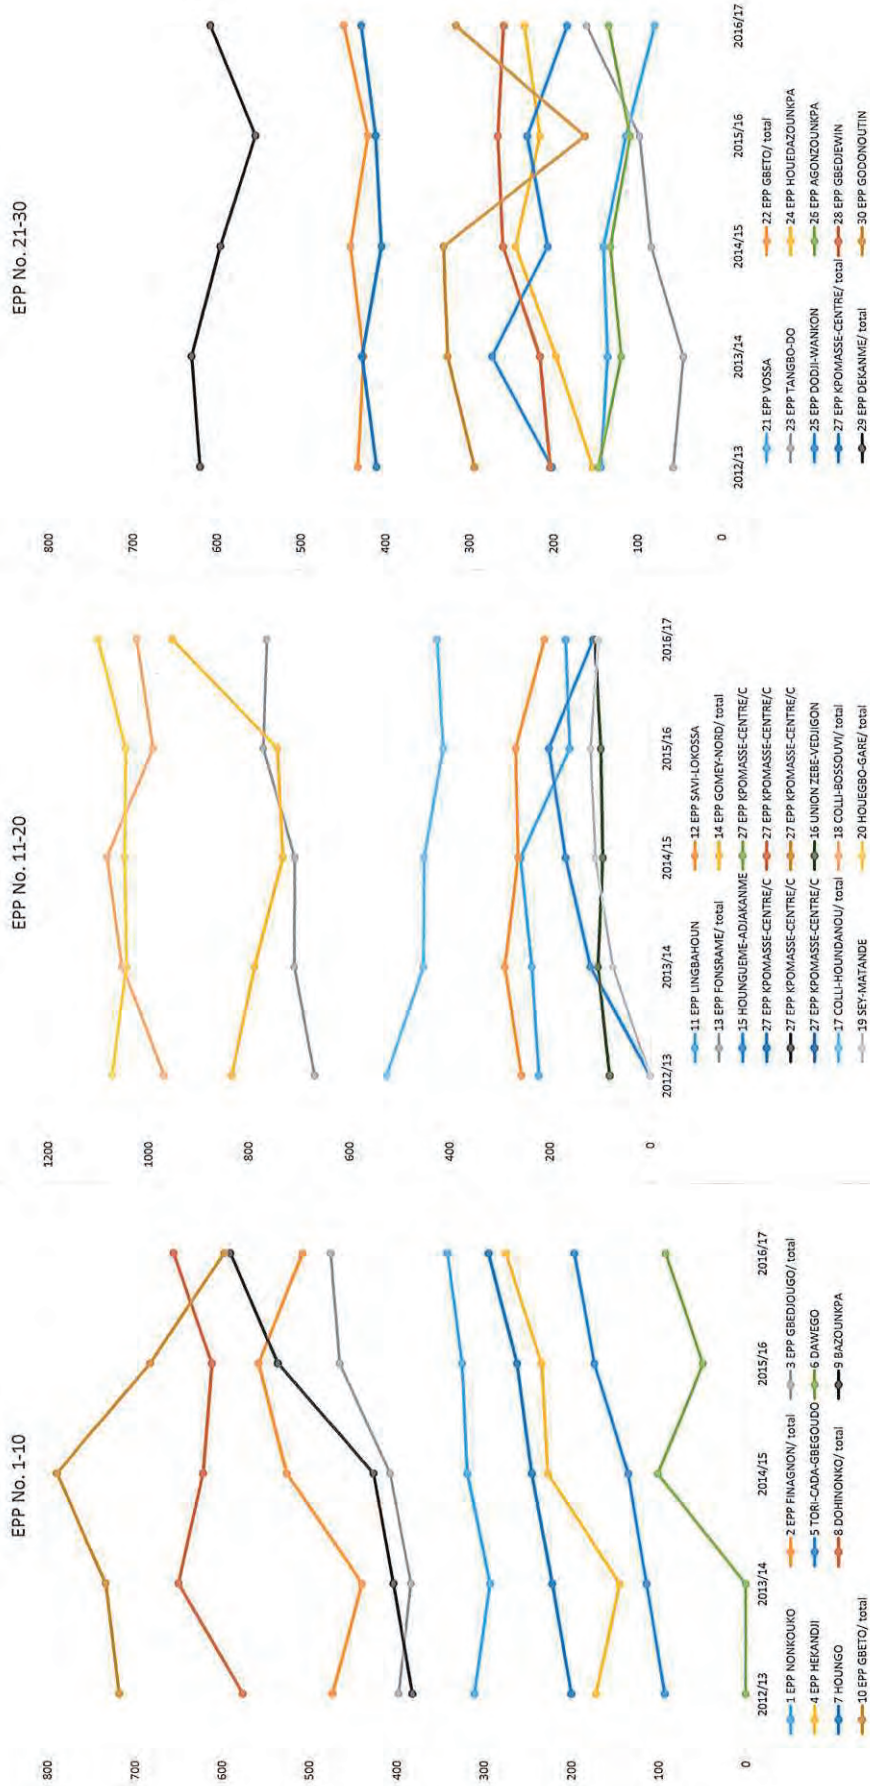 EPP No. 1-10
800
700
600
500
400
300
200
100
0
2012/13 2013/14 2014/15 2015/16 2016/17
1 EPP NONKOUKO 2 EPP FINAGNON/ total 3 EPP GBEDJOUGO/ total
4 EPP HEKANDJI 5 TORI-CADA-GBEGOUDO 6 DAWEGO
7 HOUNGO 8 DOHINONKO/ total 9 BAZOUNKPA
10 EPP GBETO/ total
EPP No. 11-20
1200
1000
800
600
400
200
0
2012/13 2013/14 2014/15 2015/16 2016/17
11 EPP LINGBAHOUN 12 EPP SAVI-LOKOSSA
13 EPP FONSRAME/ total 14 EPP GOMEY-NORD/ total
15 HOUNGUEME-ADJAKANME 27 EPP KPOMASSE-CENTRE/C
27 EPP KPOMASSE-CENTRE/C 27 EPP KPOMASSE-CENTRE/C
27 EPP KPOMASSE-CENTRE/C 27 EPP KPOMASSE-CENTRE/C
27 EPP KPOMASSE-CENTRE/C 16 UNION ZEBE-VEDJIGON
17 COLLI-HOUNDANOU/ total 18 COLLI-BOSSOUVI/ total
19 SEY-MATANDE 20 HOUEGBO-GARE/ total
EPP No. 21-30
800
700
600
500
400
300
200
100
0
2012/13 2013/14 2014/15 2015/16 2016/17
21 EPP VOSSA 22 EPP GBETO/ total
23 EPP TANGBO-DO 24 EPP HOUEDAZOUNKPA
25 EPP DODJI-WANKON 26 EPP AGONZOUNKPA
27 EPP KPOMASSE-CENTRE/ total 28 EPP GBEDJEWIN
29 EPP DEKANME/ total 30 EPP GODONOUTIN